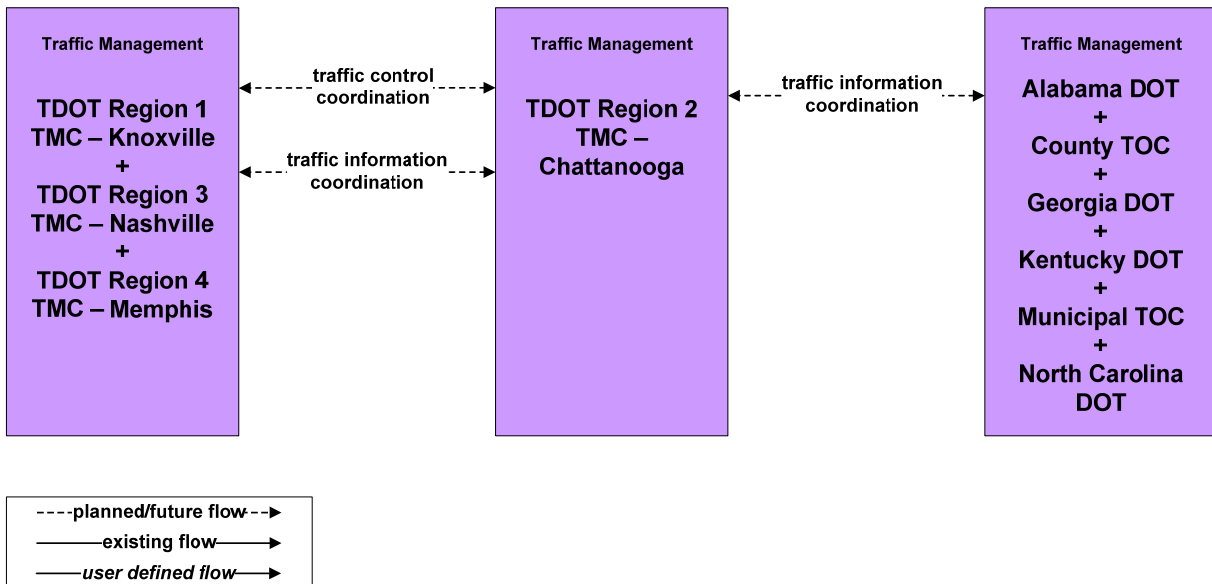 Traffic Management
TDOT Region 1
TMC – Knoxville
+
TDOT Region 3
TMC – Nashville
+
TDOT Region 4
TMC – Memphis
traffic control
coordination
traffic information
coordination
Traffic Management
TDOT Region 2
TMC –
Chattanooga
traffic information
coordination
Traffic Management
Alabama DOT
+
County TOC
+
Georgia DOT
+
Kentucky DOT
+
Municipal TOC
+
North Carolina
DOT
planned/future flow
existing flow
user defined flow